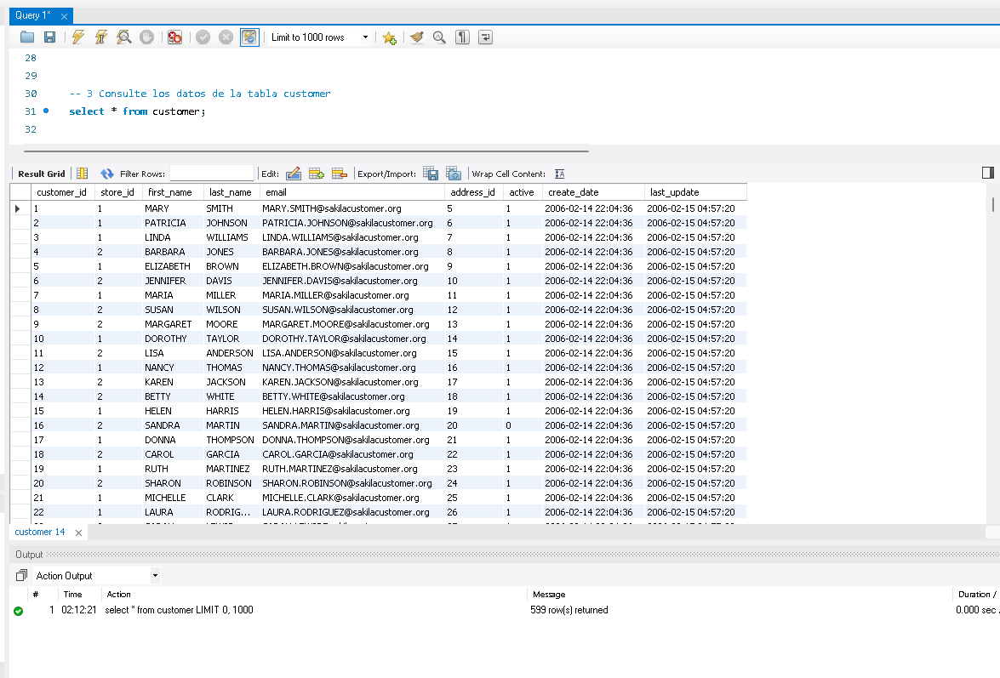 Query 1*
Limit to 1000 rows
28
29
30 -- 3 Consulte los datos de la tabla customer
31 select * from customer;
32
Result Grid Filter Rows: Edit: Export/Import: Wrap Cell Content:
customer_id store_id first_name last_name email address_id active create_date last_update
1 1 MARY SMITH MARY.SMITH@sakilacustomer.org 5 1 2006-02-14 22:04:36 2006-02-15 04:57:20
2 1 PATRICIA JOHNSON PATRICIA.JOHNSON@sakilacustomer.org 6 1 2006-02-14 22:04:36 2006-02-15 04:57:20
3 1 LINDA WILLIAMS LINDA.WILLIAMS@sakilacustomer.org 7 1 2006-02-14 22:04:36 2006-02-15 04:57:20
4 2 BARBARA JONES BARBARA.JONES@sakilacustomer.org 8 1 2006-02-14 22:04:36 2006-02-15 04:57:20
5 1 ELIZABETH BROWN ELIZABETH.BROWN@sakilacustomer.org 9 1 2006-02-14 22:04:36 2006-02-15 04:57:20
6 2 JENNIFER DAVIS JENNIFER.DAVIS@sakilacustomer.org 10 1 2006-02-14 22:04:36 2006-02-15 04:57:20
7 1 MARIA MILLER MARIA.MILLER@sakilacustomer.org 11 1 2006-02-14 22:04:36 2006-02-15 04:57:20
8 2 SUSAN WILSON SUSAN.WILSON@sakilacustomer.org 12 1 2006-02-14 22:04:36 2006-02-15 04:57:20
9 2 MARGARET MOORE MARGARET.MOORE@sakilacustomer.org 13 1 2006-02-14 22:04:36 2006-02-15 04:57:20
10 1 DOROTHY TAYLOR DOROTHY.TAYLOR@sakilacustomer.org 14 1 2006-02-14 22:04:36 2006-02-15 04:57:20
11 2 LISA ANDERSON LISA.ANDERSON@sakilacustomer.org 15 1 2006-02-14 22:04:36 2006-02-15 04:57:20
12 1 NANCY THOMAS NANCY.THOMAS@sakilacustomer.org 16 1 2006-02-14 22:04:36 2006-02-15 04:57:20
13 2 KAREN JACKSON KAREN.JACKSON@sakilacustomer.org 17 1 2006-02-14 22:04:36 2006-02-15 04:57:20
14 2 BETTY WHITE BETTY.WHITE@sakilacustomer.org 18 1 2006-02-14 22:04:36 2006-02-15 04:57:20
15 1 HELEN HARRIS HELEN.HARRIS@sakilacustomer.org 19 1 2006-02-14 22:04:36 2006-02-15 04:57:20
16 2 SANDRA MARTIN SANDRA.MARTIN@sakilacustomer.org 20 0 2006-02-14 22:04:36 2006-02-15 04:57:20
17 1 DONNA THOMPSON DONNA.THOMPSON@sakilacustomer.org 21 1 2006-02-14 22:04:36 2006-02-15 04:57:20
18 2 CAROL GARCIA CAROL.GARCIA@sakilacustomer.org 22 1 2006-02-14 22:04:36 2006-02-15 04:57:20
19 1 RUTH MARTINEZ RUTH.MARTINEZ@sakilacustomer.org 23 1 2006-02-14 22:04:36 2006-02-15 04:57:20
20 2 SHARON ROBINSON SHARON.ROBINSON@sakilacustomer.org 24 1 2006-02-14 22:04:36 2006-02-15 04:57:20
21 1 MICHELLE CLARK MICHELLE.CLARK@sakilacustomer.org 25 1 2006-02-14 22:04:36 2006-02-15 04:57:20
22 1 LAURA RODRIG... LAURA.RODRIGUEZ@sakilacustomer.org 26 1 2006-02-14 22:04:36 2006-02-15 04:57:20
customer 14
Output
Action Output
# Time Action Message Duration /
1 02:12:21 select * from customer LIMIT 0, 1000 599 row(s) returned 0.000 sec